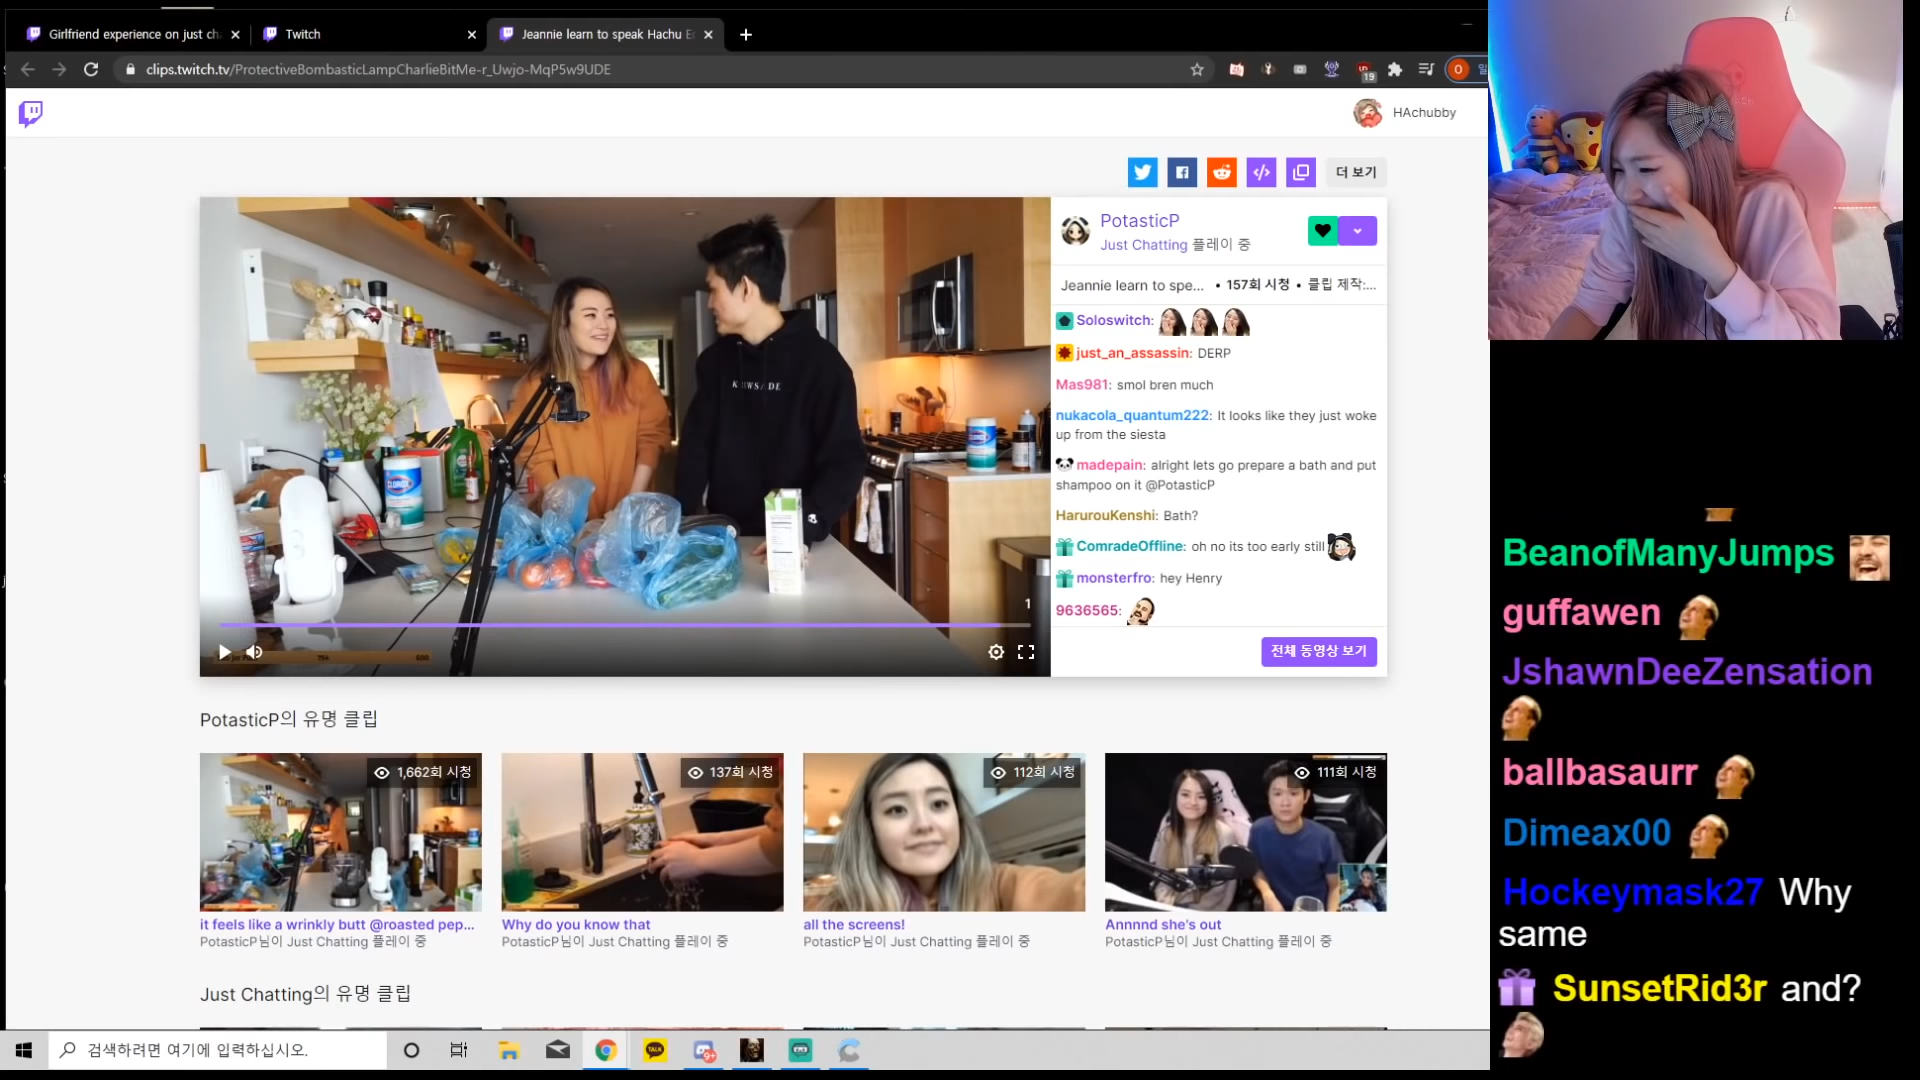 Girlfriend experience on just ch
Twitch
Jeannie learn to speak Hachu E
clips.twitch.tv/ProtectiveBombasticLampCharlieBitMe-r_Uwjo-MqP5w9UDE
19
O
HAchubby
더 보기
PotasticP
Just Chatting 플레이 중
Jeannie learn to spe... • 157회 시청 • 클립 제작:...
Soloswitch:
just_an_assassin: DERP
Mas981: smol bren much
nukacola_quantum222: It looks like they just woke
up from the siesta
madepain: alright lets go prepare a bath and put
shampoo on it @PotasticP
HarurouKenshi: Bath?
ComradeOffline: oh no its too early still
monsterfro: hey Henry
9636565:
전체 동영상 보기
CLOROX
1
PotasticP의 유명 클립
1,662회 시청
137회 시청
112회 시청
111회 시청
it feels like a wrinkly butt @roasted pep...
PotasticP님이 Just Chatting 플레이 중
Why do you know that
PotasticP님이 Just Chatting 플레이 중
all the screens!
PotasticP님이 Just Chatting 플레이 중
Annnnd she's out
PotasticP님이 Just Chatting 플레이 중
Just Chatting의 유명 클립
검색하려면 여기에 입력하십시오.
TALK
9+
BeanofManyJumps
guffawen
JshawnDeeZensation
ballbasaurr
Dimeax00
Hockeymask27 Why
same
SunsetRid3r and?